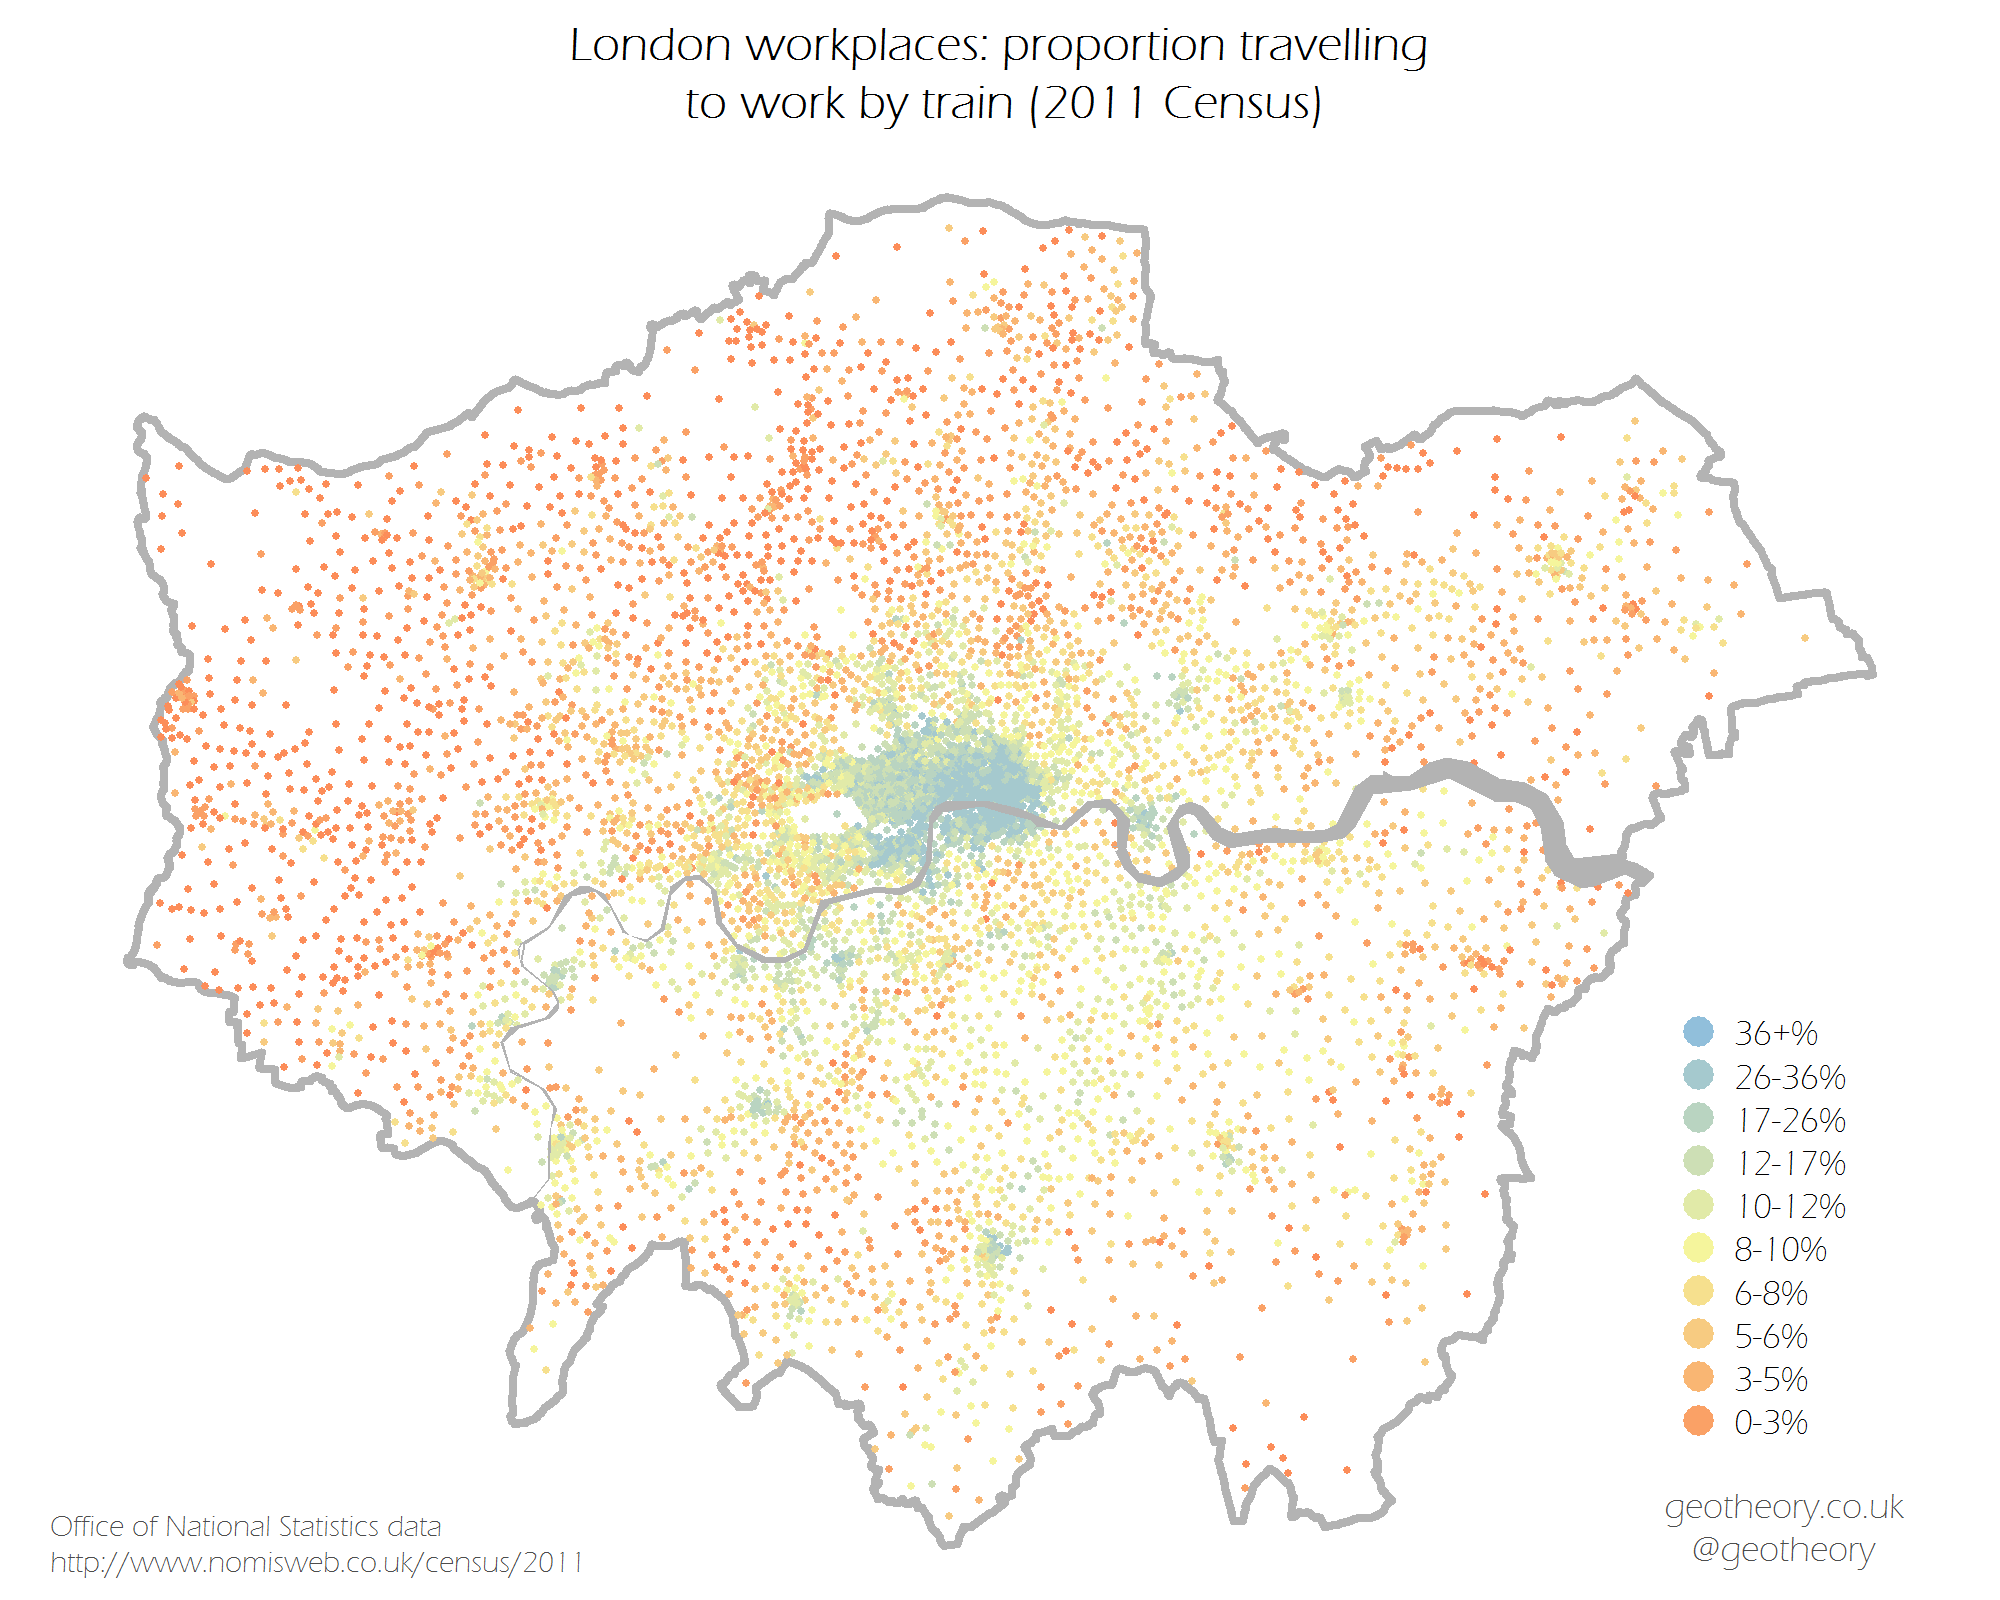 London workplaces: proportion travelling
to work by train (2011 Census)
36+%
26-36%
17-26%
12-17%
10-12%
8-10%
6-8%
5-6%
3-5%
0-3%
Office of National Statistics data
http://www.nomisweb.co.uk/census/2011
geotheory.co.uk
@geotheory